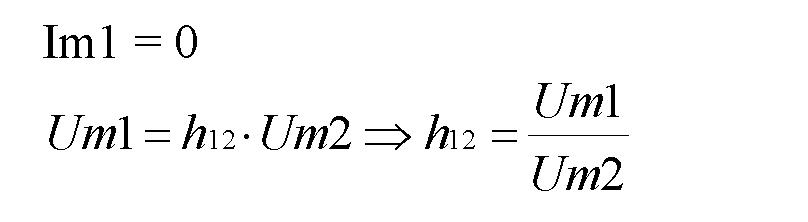 Im1 = 0
Um1 = h₁₂ · Um2 ⇒ h₁₂ = Um1 / Um2